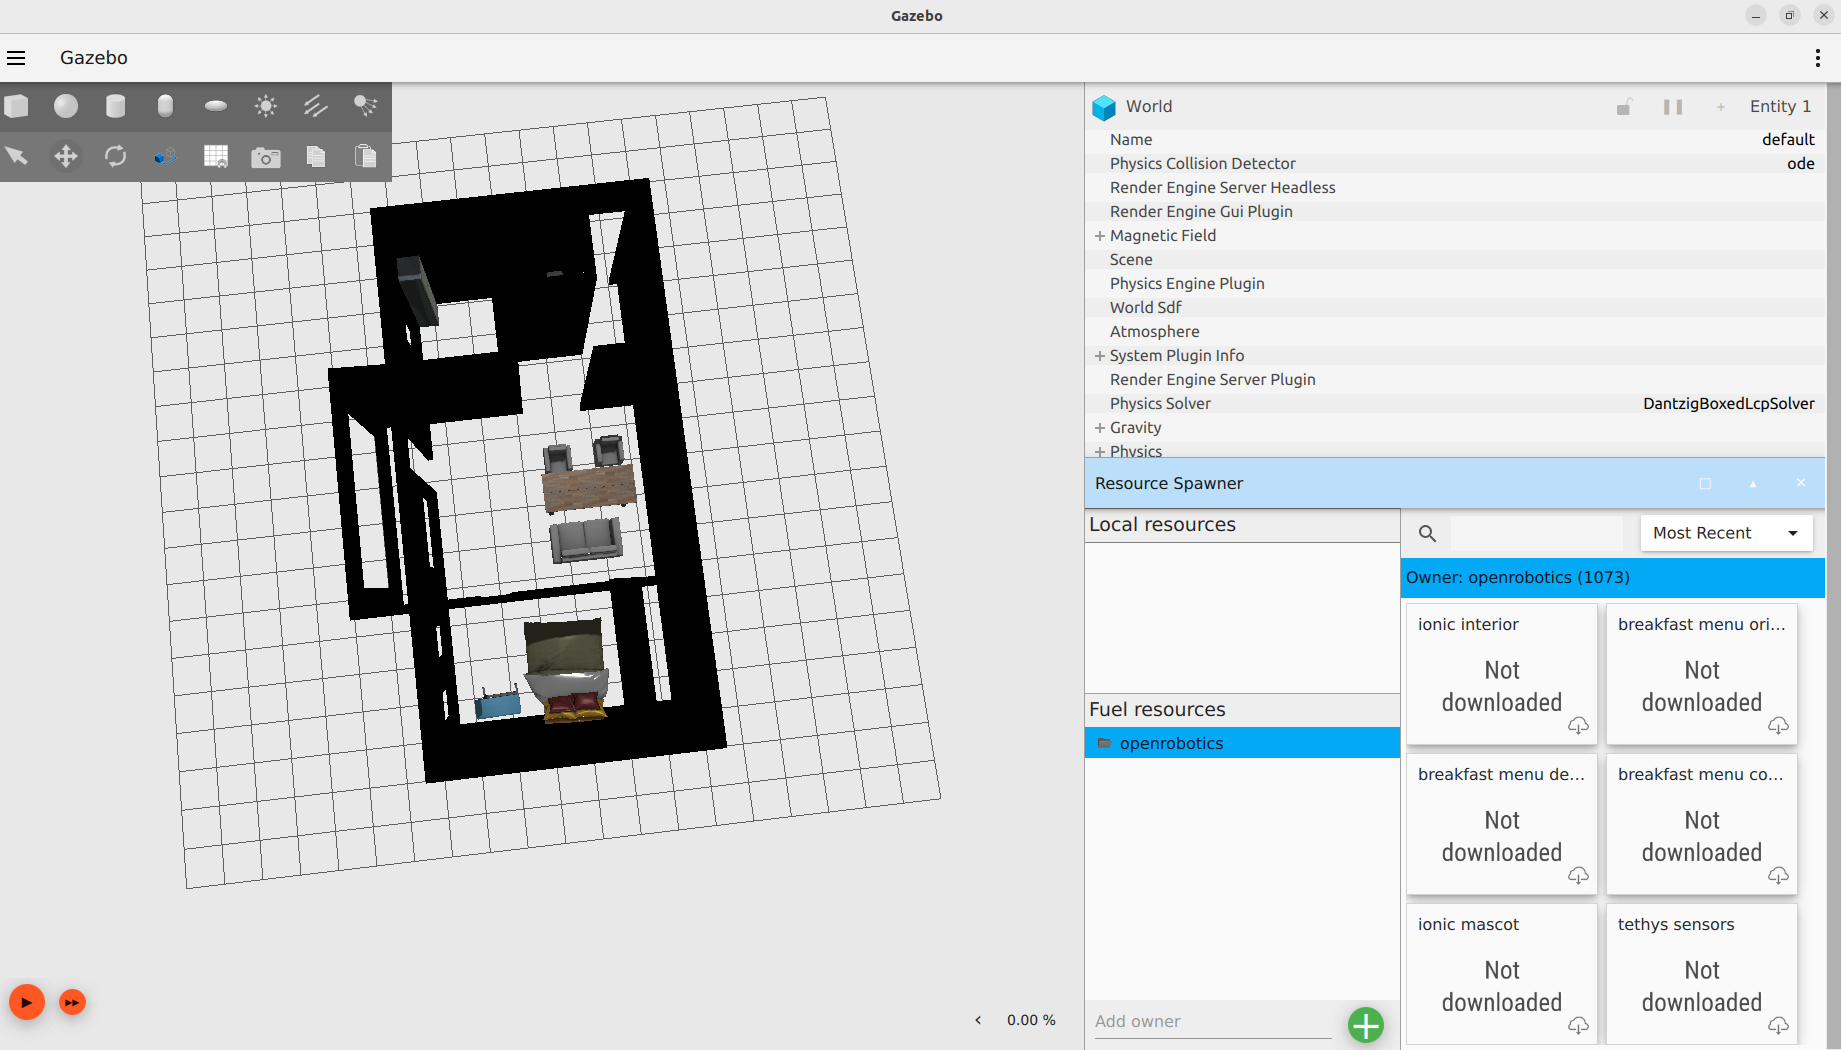 Gazebo
Gazebo
World
Entity 1
Name default
Physics Collision Detector ode
Render Engine Server Headless
Render Engine Gui Plugin
Magnetic Field
Scene
Physics Engine Plugin
World Sdf
Atmosphere
System Plugin Info
Render Engine Server Plugin
Physics Solver DantzigBoxedLcpSolver
Gravity
Physics
Resource Spawner
Local resources
Most Recent
Owner: openrobotics (1073)
ionic interior
Not
downloaded
breakfast menu ori...
Not
downloaded
Fuel resources
openrobotics
breakfast menu de...
Not
downloaded
breakfast menu co...
Not
downloaded
ionic mascot
Not
downloaded
tethys sensors
Not
downloaded
Add owner
0.00 %